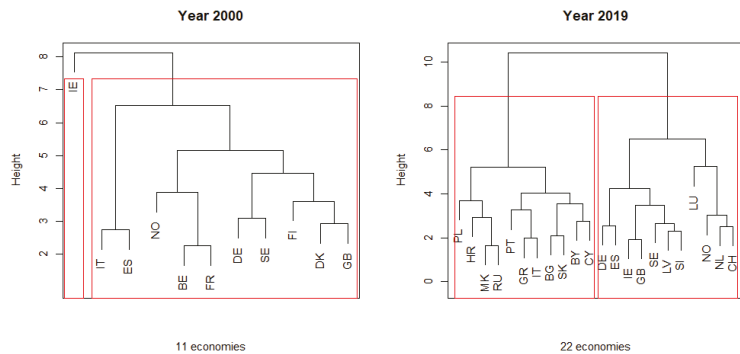 Year 2000
Height
8
7
6
5
4
3
2
IE
IT
ES
NO
BE
FR
DE
SE
FI
DK
GB
11 economies
Year 2019
Height
10
8
6
4
2
0
PL
HR
MK
RU
PT
GR
IT
BG
SK
BY
CY
DE
ES
IE
GB
SE
LV
SI
LU
NO
NL
CH
22 economies